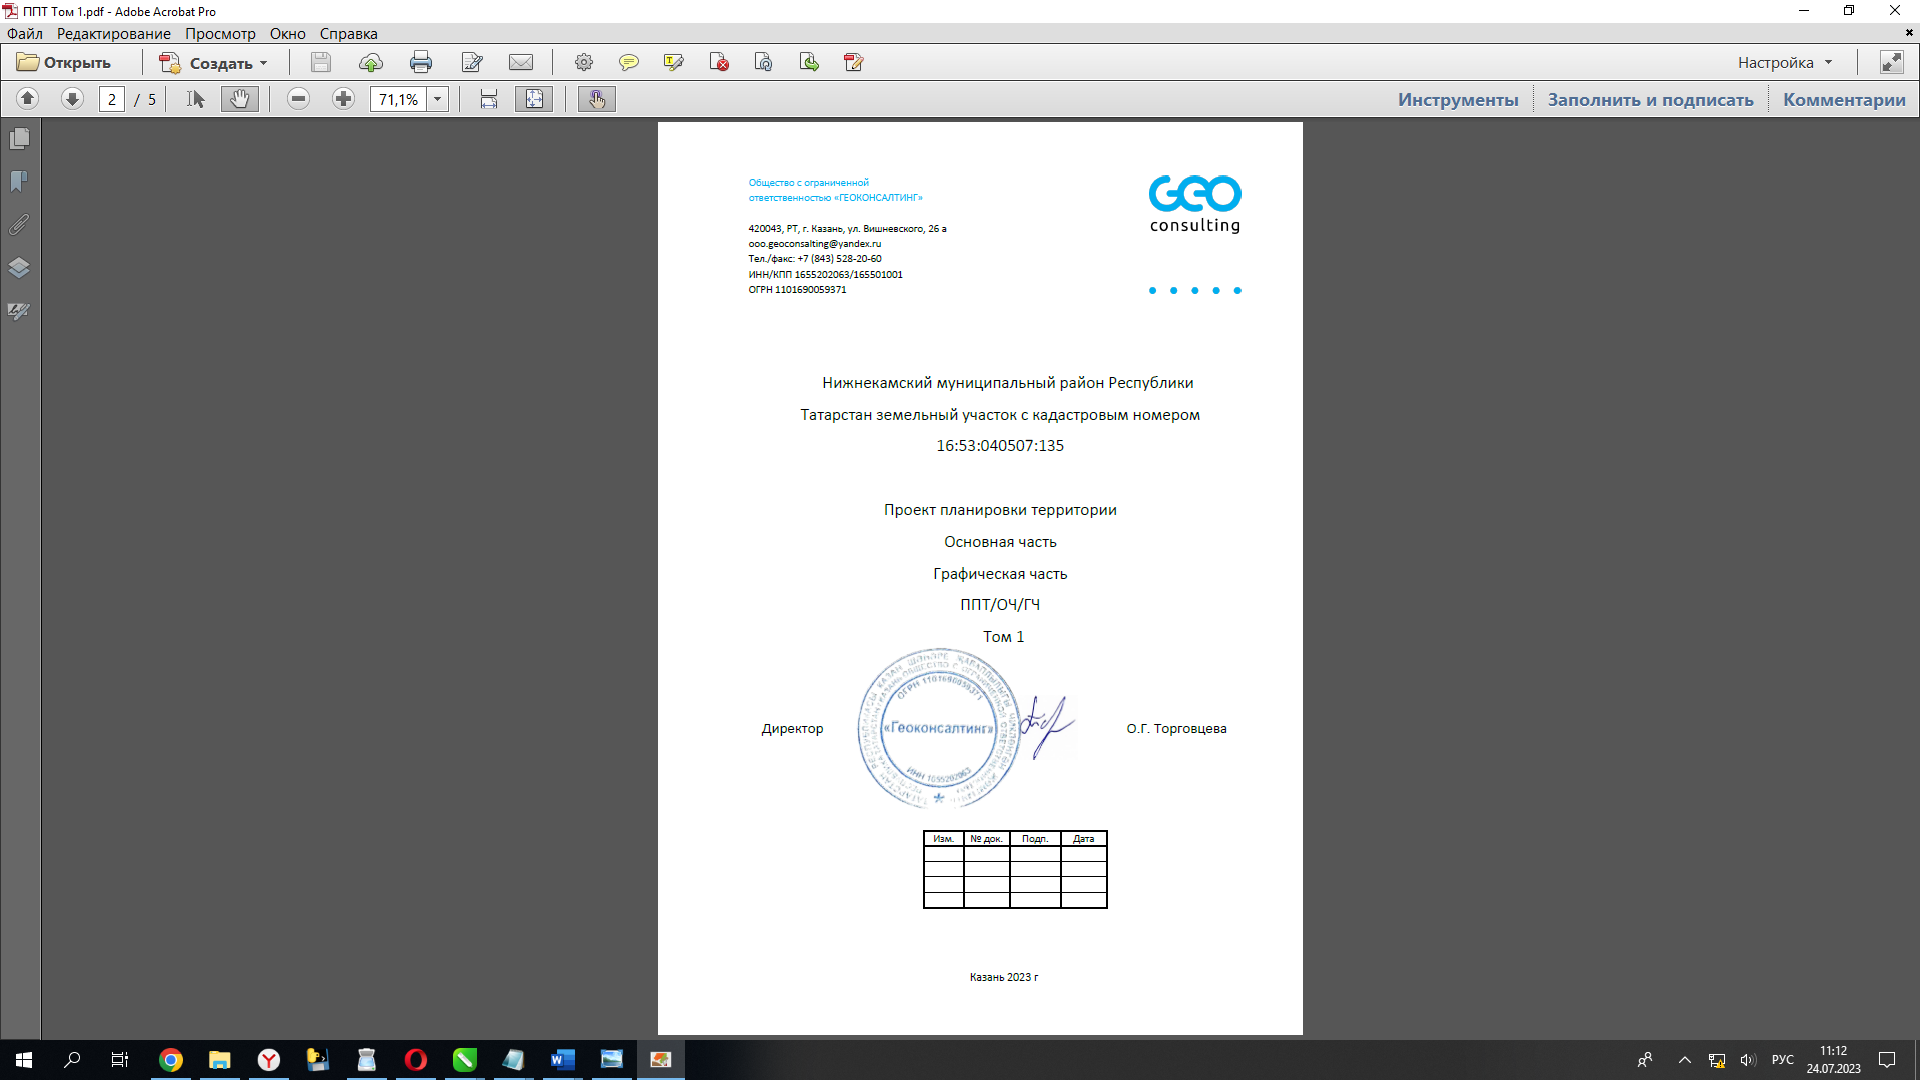 ППТ Том 1.pdf - Adobe Acrobat Pro
Файл Редактирование Просмотр Окно Справка
Открыть Создать Настройка
2 / 5 71,1% Инструменты Заполнить и подписать Комментарии
Общество с ограниченной
ответственностью «ГЕОКОНСАЛТИНГ»
GEO
consulting
420043, РТ, г. Казань, ул. Вишневского, 26 а
ooo.geoconsalting@yandex.ru
Тел./факс: +7 (843) 528-20-60
ИНН/КПП 1655202063/165501001
ОГРН 1101690059371
Нижнекамский муниципальный район Республики
Татарстан земельный участок с кадастровым номером
16:53:040507:135
Проект планировки территории
Основная часть
Графическая часть
ППТ/ОЧ/ГЧ
Том 1
ОГРН 1101690059371
«Геоконсалтинг»
ИНН 1655202063
Директор О.Г. Торговцева
Изм. № док. Подп. Дата
Казань 2023 г
РУС 11:12
24.07.2023